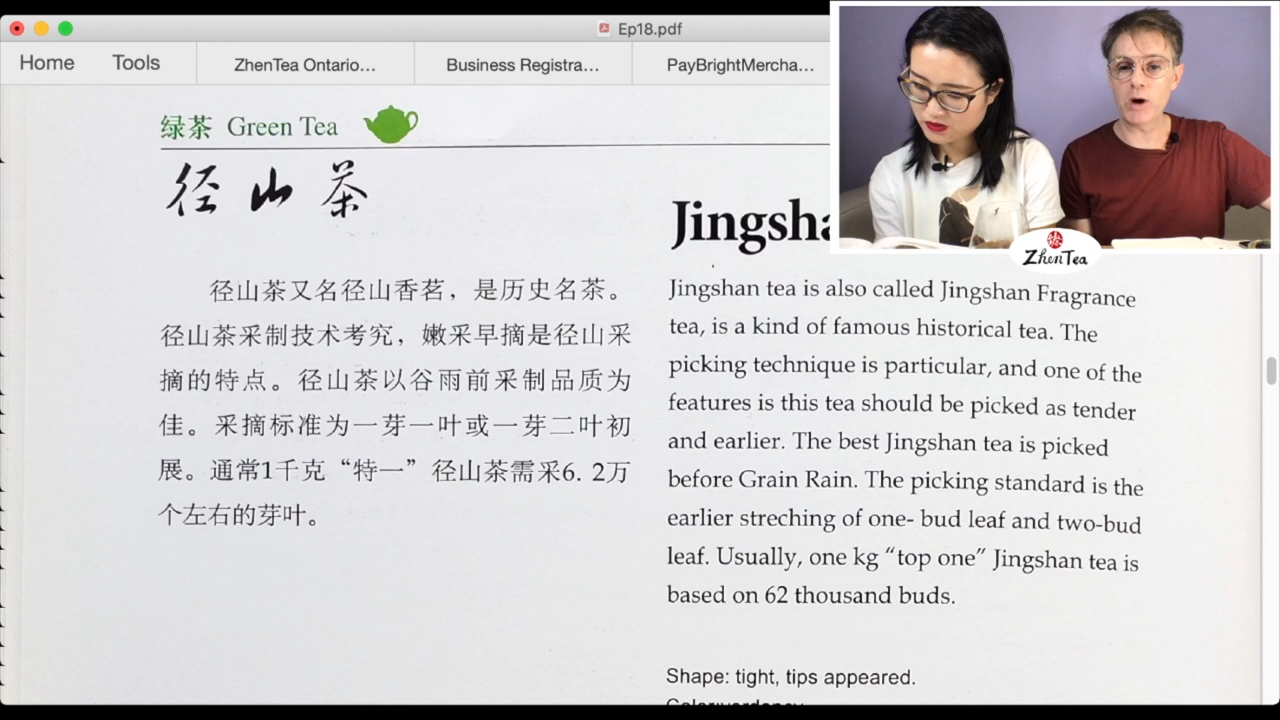 Ep18.pdf
Home
Tools
ZhenTea Ontario...
Business Registra...
PayBrightMercha...
绿茶 Green Tea
径山茶
径山茶又名径山香茗，是历史名茶。
径山茶采制技术考究，嫩采早摘是径山采
摘的特点。径山茶以谷雨前采制品质为
佳。采摘标准为一芽一叶或一芽二叶初
展。通常1千克“特一”径山茶需采6.2万
个左右的芽叶。
Jingsha
Jingshan tea is also called Jingshan Fragrance
tea, is a kind of famous historical tea. The
picking technique is particular, and one of the
features is this tea should be picked as tender
and earlier. The best Jingshan tea is picked
before Grain Rain. The picking standard is the
earlier streching of one- bud leaf and two-bud
leaf. Usually, one kg “top one” Jingshan tea is
based on 62 thousand buds.
Shape: tight, tips appeared.
ZhenTea